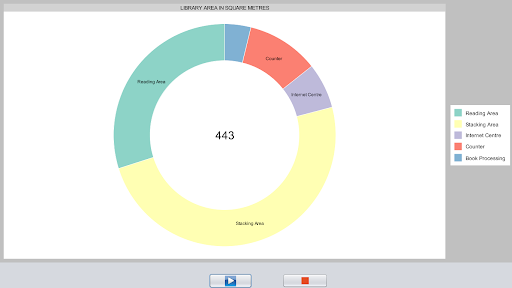 LIBRARY AREA IN SQUARE METRES
Counter
Reading Area
Internet Centre
443
Stacking Area
Reading Area
Stacking Area
Internet Centre
Counter
Book Processing